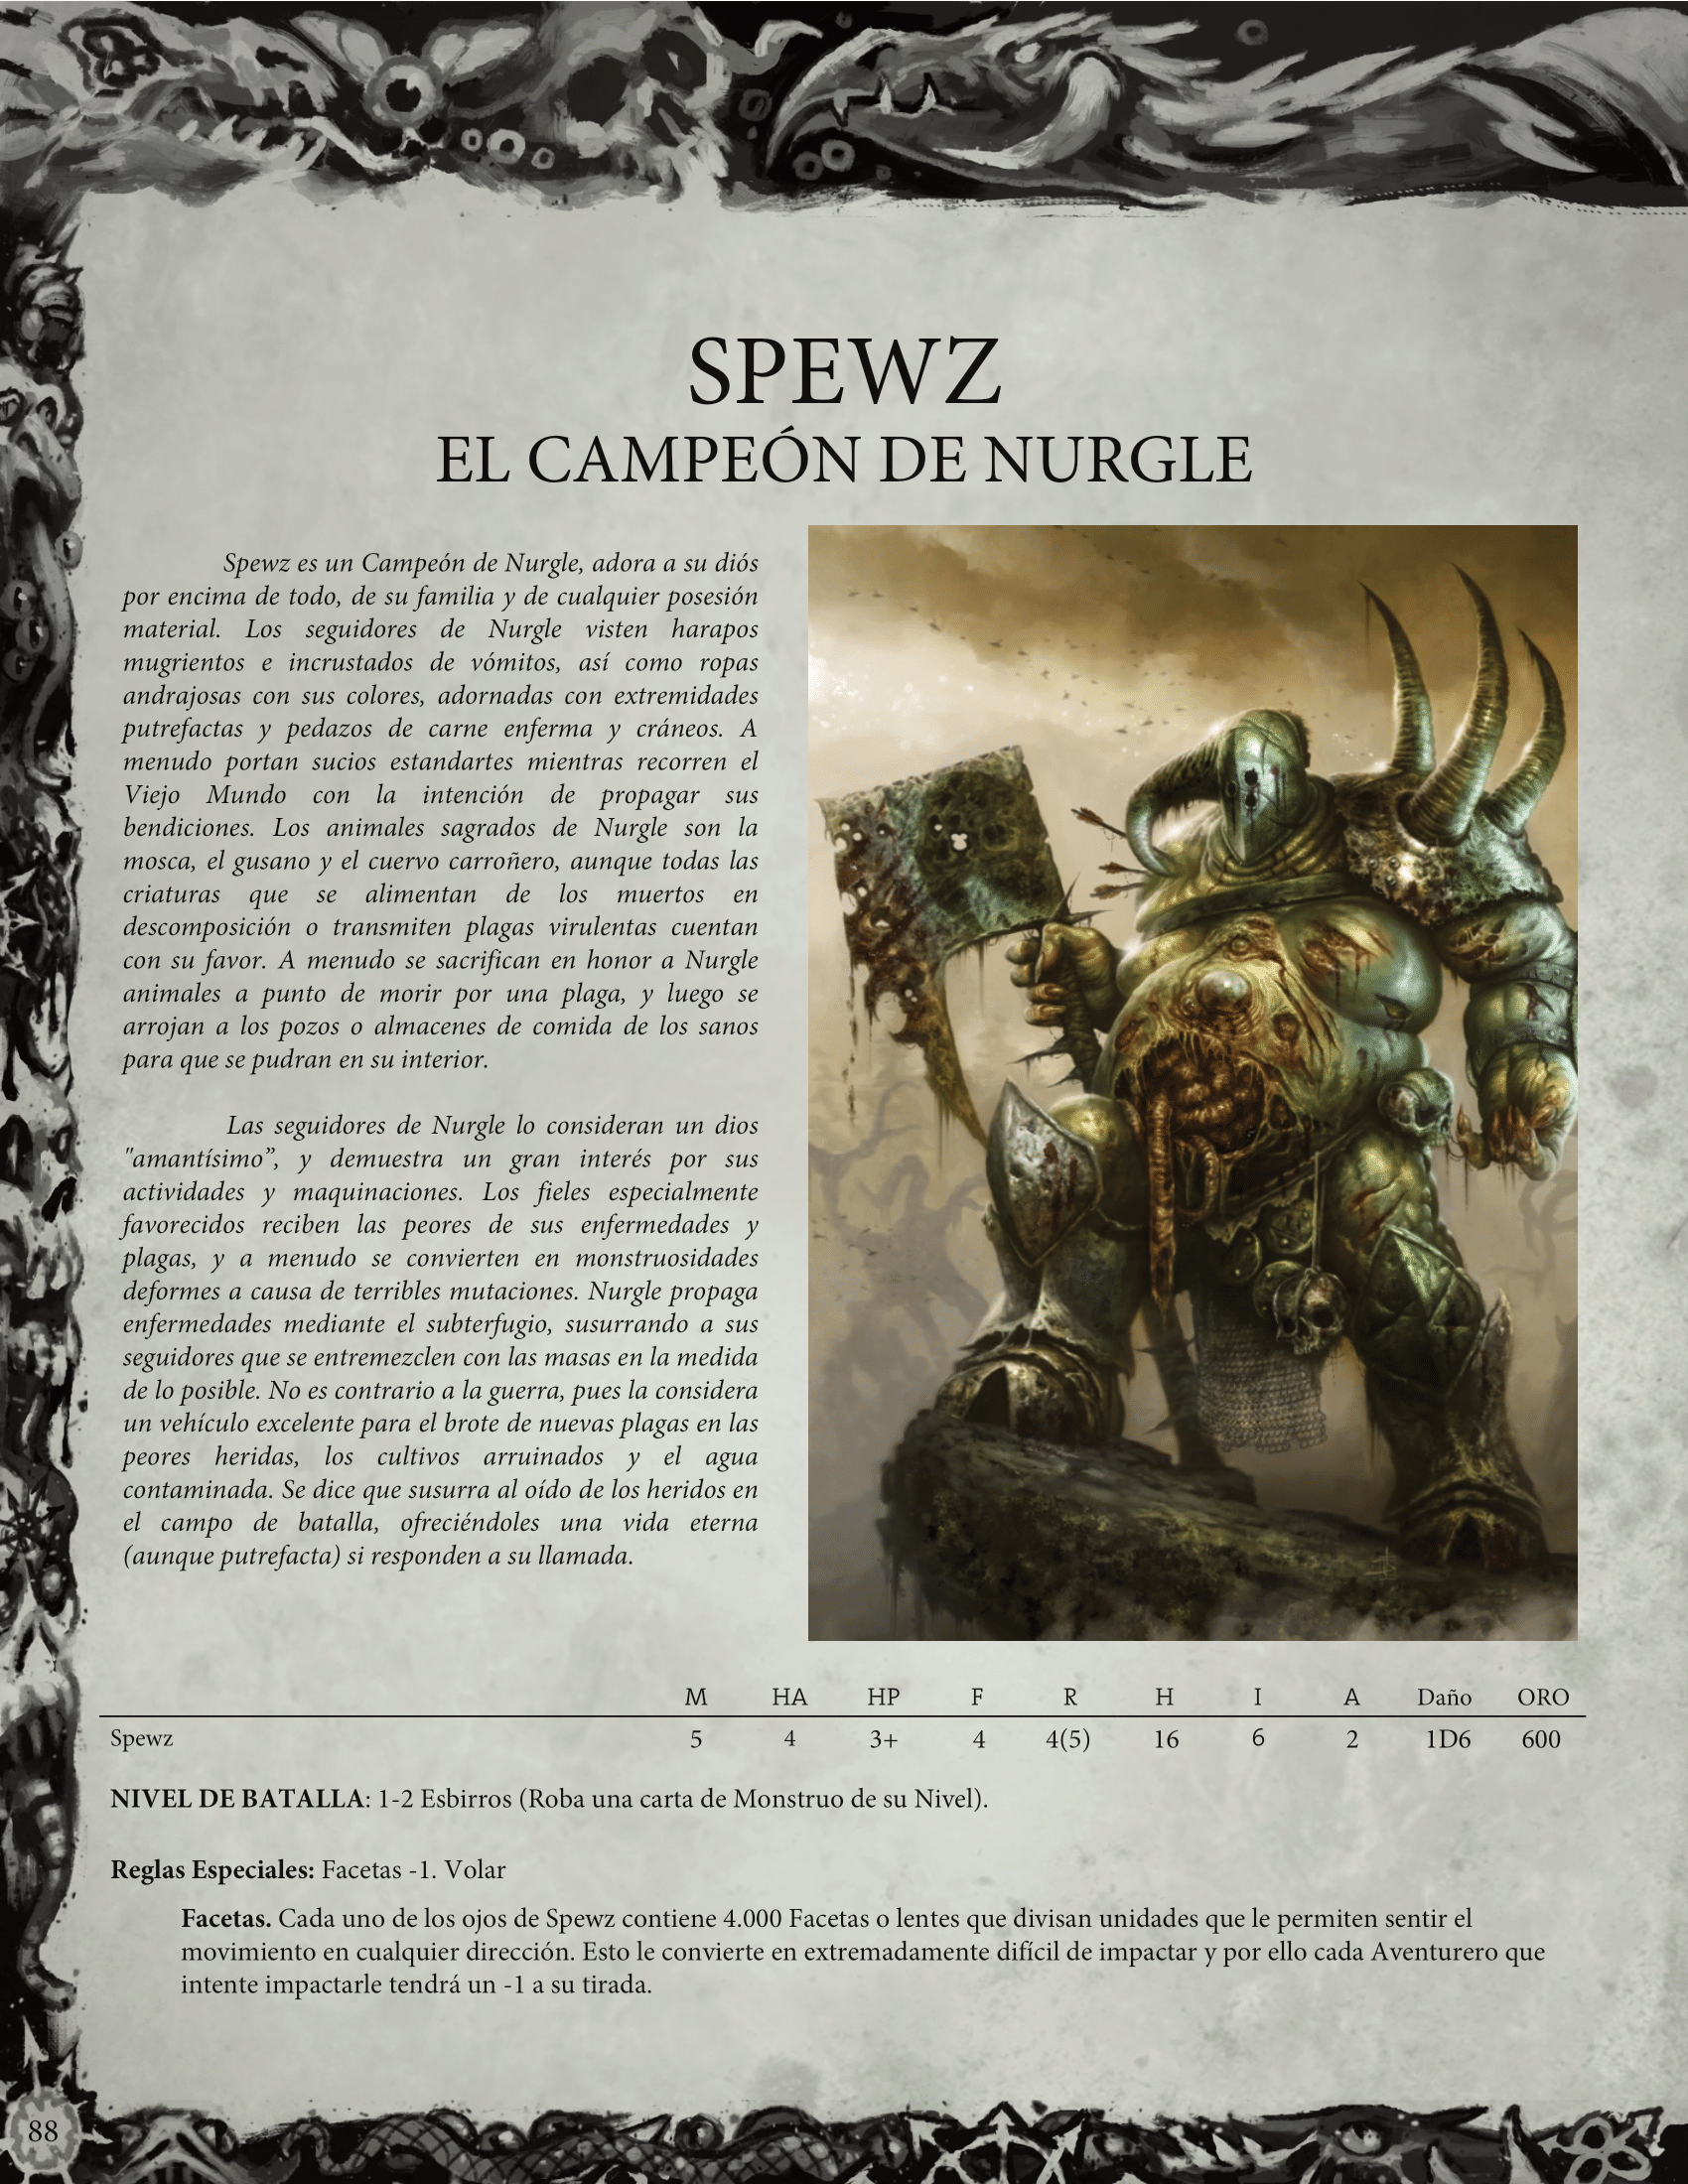 SPEWZ
EL CAMPEÓN DE NURGLE
Spewz es un Campeón de Nurgle, adora a su diós
por encima de todo, de su familia y de cualquier posesión
material. Los seguidores de Nurgle visten harapos
mugrientos e incrustados de vómitos, así como ropas
andrajosas con sus colores, adornadas con extremidades
putrefactas y pedazos de carne enferma y cráneos. A
menudo portan sucios estandartes mientras recorren el
Viejo Mundo con la intención de propagar sus
bendiciones. Los animales sagrados de Nurgle son la
mosca, el gusano y el cuervo carroñero, aunque todas las
criaturas que se alimentan de los muertos en
descomposición o transmiten plagas virulentas cuentan
con su favor. A menudo se sacrifican en honor a Nurgle
animales a punto de morir por una plaga, y luego se
arrojan a los pozos o almacenes de comida de los sanos
para que se pudran en su interior.
Las seguidores de Nurgle lo consideran un dios
"amantísimo”, y demuestra un gran interés por sus
actividades y maquinaciones. Los fieles especialmente
favorecidos reciben las peores de sus enfermedades y
plagas, y a menudo se convierten en monstruosidades
deformes a causa de terribles mutaciones. Nurgle propaga
enfermedades mediante el subterfugio, susurrando a sus
seguidores que se entremezclen con las masas en la medida
de lo posible. No es contrario a la guerra, pues la considera
un vehículo excelente para el brote de nuevas plagas en las
peores heridas, los cultivos arruinados y el agua
contaminada. Se dice que susurra al oído de los heridos en
el campo de batalla, ofreciéndoles una vida eterna
(aunque putrefacta) si responden a su llamada.
M HA HP F R H I A Daño ORO
Spewz 5 4 3+ 4 4(5) 16 6 2 1D6 600
NIVEL DE BATALLA: 1-2 Esbirros (Roba una carta de Monstruo de su Nivel).
Reglas Especiales: Facetas -1. Volar
Facetas. Cada uno de los ojos de Spewz contiene 4.000 Facetas o lentes que divisan unidades que le permiten sentir el
movimiento en cualquier dirección. Esto le convierte en extremadamente difícil de impactar y por ello cada Aventurero que
intente impactarle tendrá un -1 a su tirada.
88